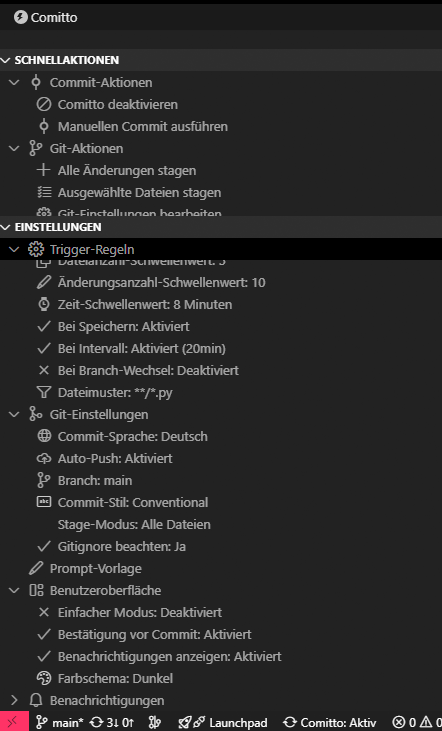 Comitto
SCHNELLAKTIONEN
Commit-Aktionen
Comitto deaktivieren
Manuellen Commit ausführen
Git-Aktionen
Alle Änderungen stagen
Ausgewählte Dateien stagen
Git-Einstellungen bearbeiten
EINSTELLUNGEN
Trigger-Regeln
Dateianzahl-Schwellenwert: 5
Änderungsanzahl-Schwellenwert: 10
Zeit-Schwellenwert: 8 Minuten
Bei Speichern: Aktiviert
Bei Intervall: Aktiviert (20min)
Bei Branch-Wechsel: Deaktiviert
Dateimuster: **/*.py
Git-Einstellungen
Commit-Sprache: Deutsch
Auto-Push: Aktiviert
Branch: main
Commit-Stil: Conventional
Stage-Modus: Alle Dateien
Gitignore beachten: Ja
Prompt-Vorlage
Benutzeroberfläche
Einfacher Modus: Deaktiviert
Bestätigung vor Commit: Aktiviert
Benachrichtigungen anzeigen: Aktiviert
Farbschema: Dunkel
Benachrichtigungen
main* 3↓ 0↑ Launchpad Comitto: Aktiv 0 0